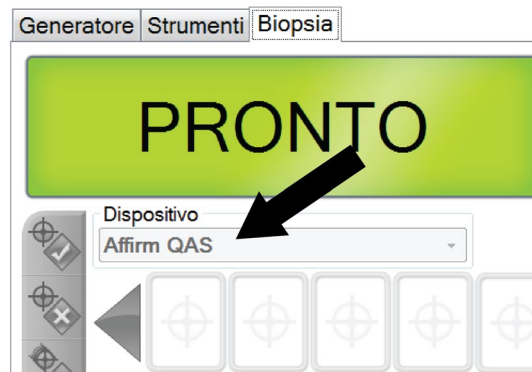 Generatore Strumenti Biopsia
PRONTO
Dispositivo
Affirm QAS